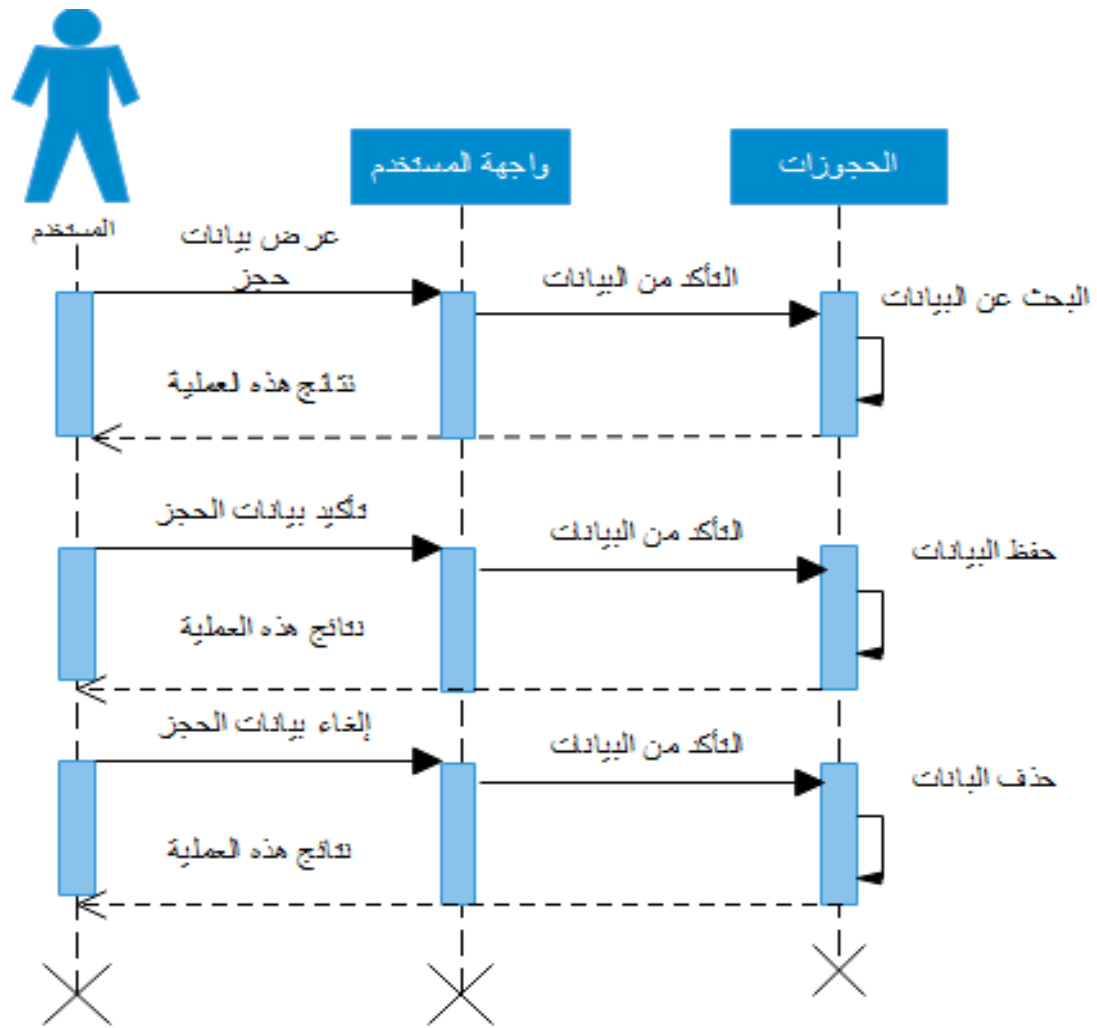 واجهة المستخدم
الحجوزات
المستخدم
عرض بيانات
حجز
التأكد من البيانات
البحث عن البيانات
نتائج هذه لعملية
تأكيد بيانات الحجز
التأكد من البيانات
حفظ البيانات
نتائج هذه العملية
إلغاء بيانات الحجز
التأكد من البيانات
حذف البانات
نتائج هذه العملية